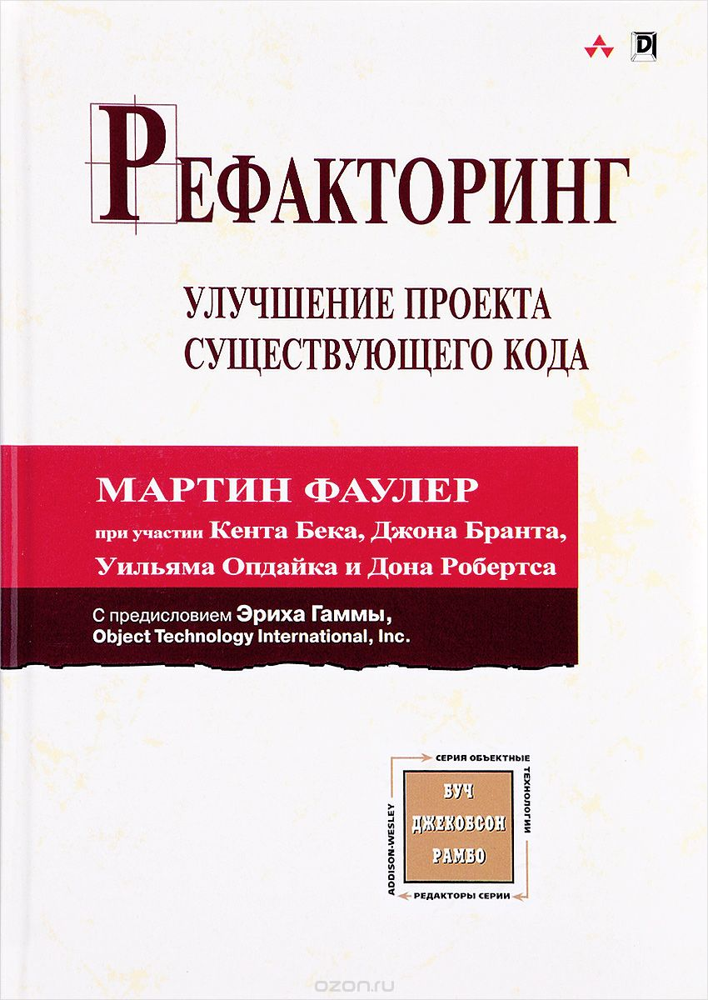 D
РЕФАКТОРИНГ
УЛУЧШЕНИЕ ПРОЕКТА
СУЩЕСТВУЮЩЕГО КОДА
МАРТИН ФАУЛЕР
при участии Кента Бека, Джона Бранта,
Уильяма Опдайка и Дона Робертса
С предисловием Эриха Гаммы,
Object Technology International, Inc.
СЕРИЯ ОБЪЕКТНЫЕ
ТЕХНОЛОГИИ
БУЧ
ДЖЕКОБСОН
РАМБО
ADDISON-WESLEY
РЕДАКТОРЫ СЕРИИ
ozon.ru